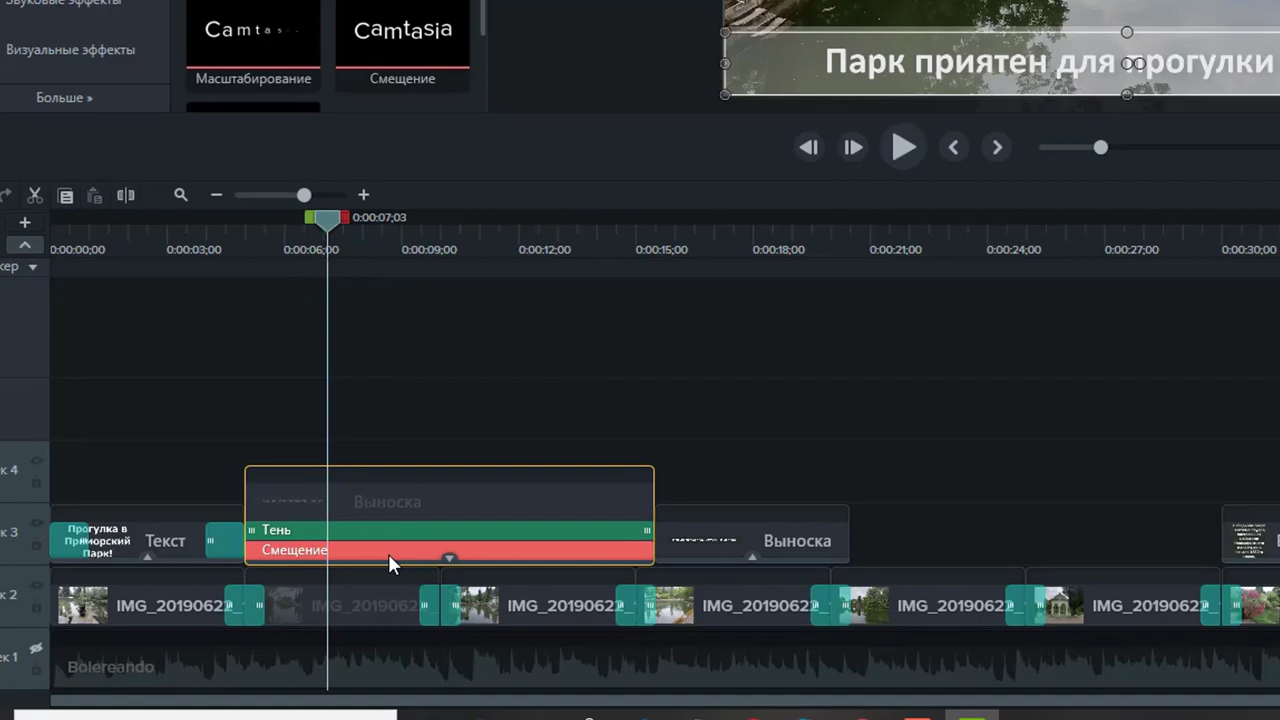 Звуковые эффекты
Визуальные эффекты
Больше »
Camtas
Camtasia
Масштабирование
Смещение
Парк приятен для прогулки
0:00:07;03
0:00:00;00
0:00:03;00
0:00:06;00
0:00:09;00
0:00:12;00
0:00:15;00
0:00:18;00
0:00:21;00
0:00:24;00
0:00:27;00
0:00:30;00
кер
к 4
Выноска
Тень
Смещение
к 3
Прогулка в
Приморский
Парк!
Текст
Выноска
к 2
IMG_2019062
IMG_2019062
IMG_2019062
IMG_2019062
IMG_2019062
IMG_2019062
к 1
Bolereando